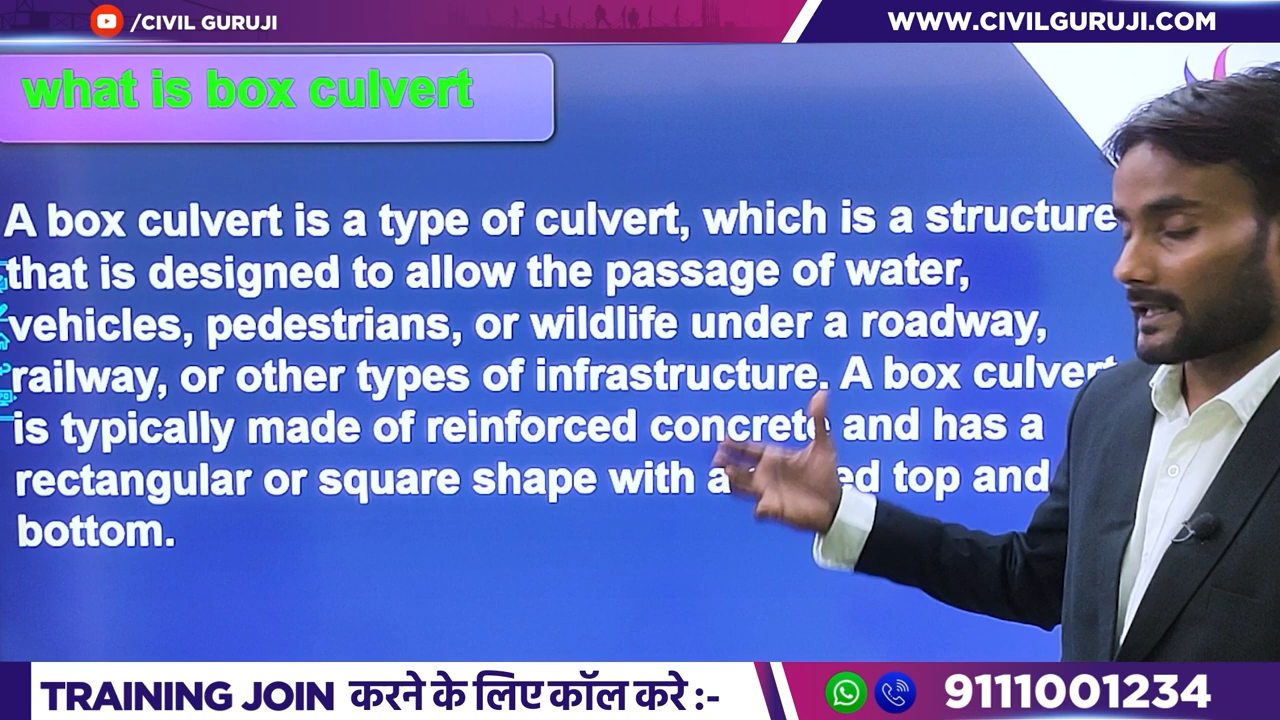 /CIVIL GURUJI
WWW.CIVILGURUJI.COM
what is box culvert
A box culvert is a type of culvert, which is a structure
that is designed to allow the passage of water,
vehicles, pedestrians, or wildlife under a roadway,
railway, or other types of infrastructure. A box culvert
is typically made of reinforced concrete and has a
rectangular or square shape with a top and
bottom.
TRAINING JOIN करने के लिए कॉल करे :-
9111001234